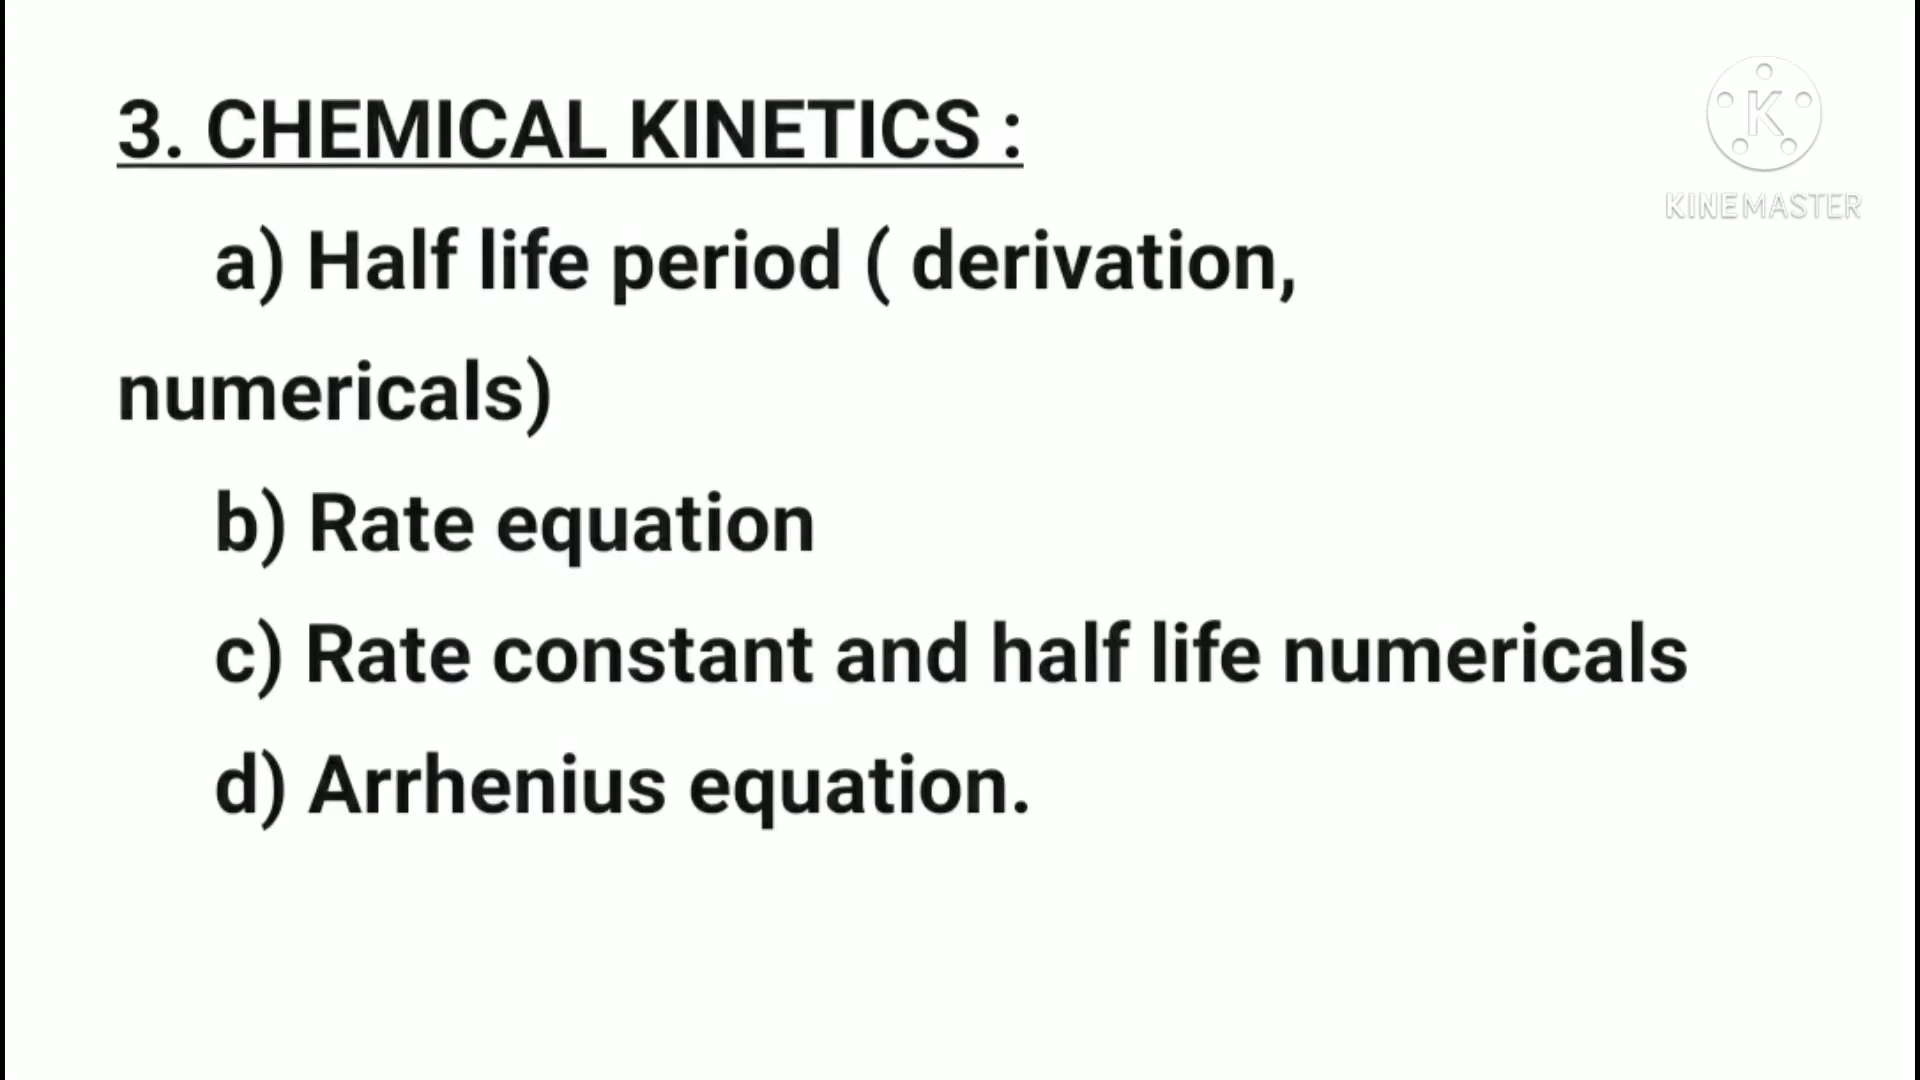 3. CHEMICAL KINETICS :
a) Half life period ( derivation,
numericals)
b) Rate equation
c) Rate constant and half life numericals
d) Arrhenius equation.
K
KINEMASTER